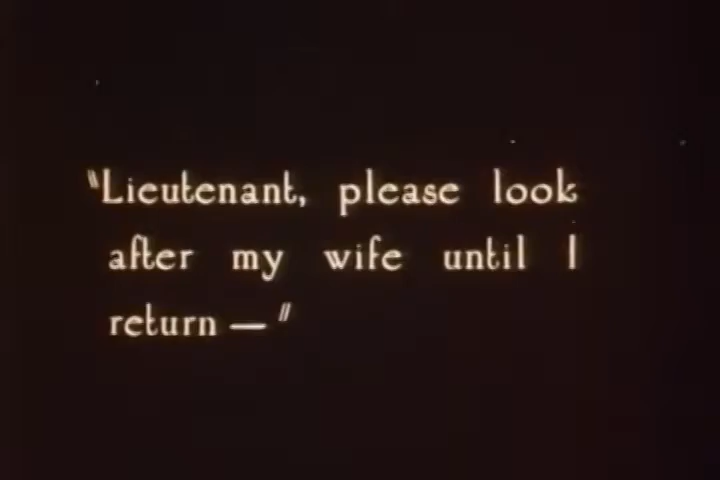 "Lieutenant, please look
after my wife until I
return — "